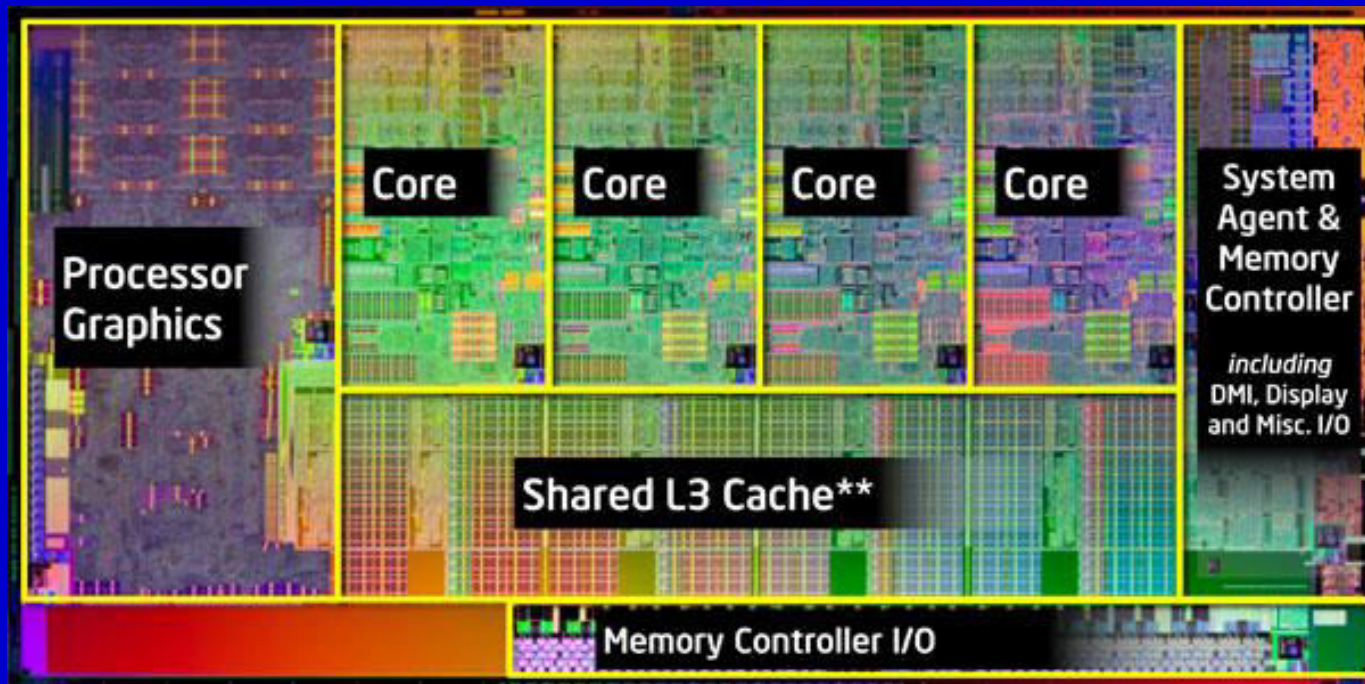 Processor
Graphics
Core
Core
Core
Core
System
Agent &
Memory
Controller
including
DMI, Display
and Misc. I/O
Shared L3 Cache**
Memory Controller I/O